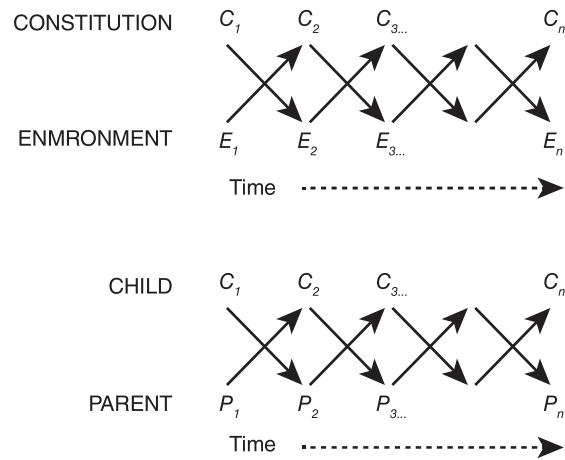 CONSTITUTION C1 C2 C3... Cn
ENMRONMENT E1 E2 E3... En
Time
CHILD C1 C2 C3... Cn
PARENT P1 P2 P3... Pn
Time